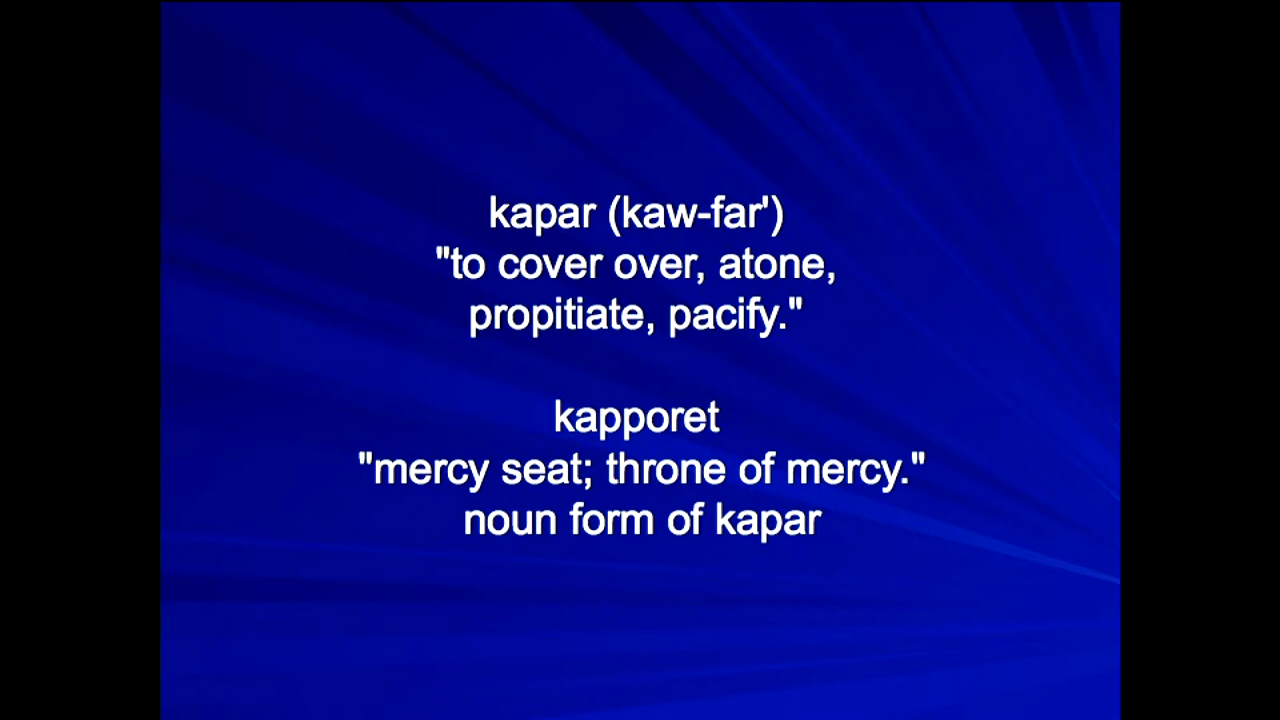 kapar (kaw-far')
"to cover over, atone,
propitiate, pacify."
kapporet
"mercy seat; throne of mercy."
noun form of kapar